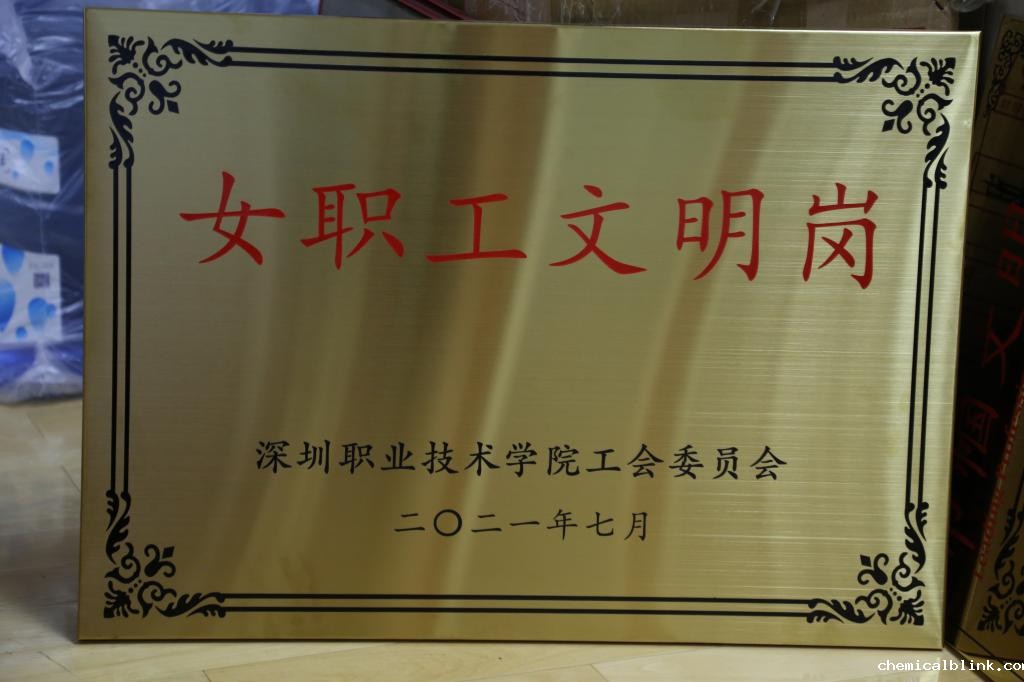 女职工文明岗
深圳职业技术学院工会委员会
二〇二一年七月
chemicalblink.com